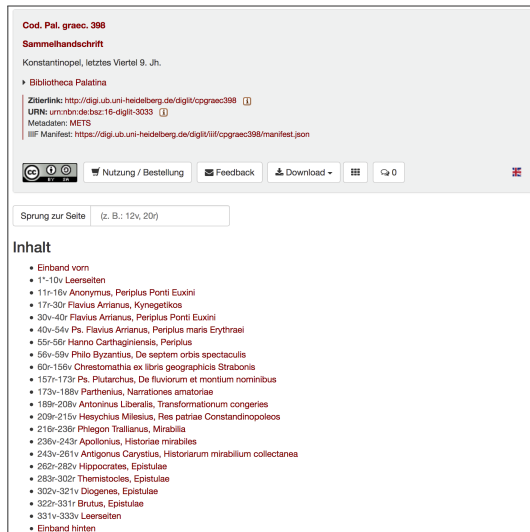 Cod. Pal. graec. 398
Sammelhandschrift
Konstantinopel, letztes Viertel 9. Jh.
Bibliotheca Palatina
Zitierlink: http://digi.ub.uni-heidelberg.de/diglit/cpgraec398 i
URN: urn:nbn:de:bsz:16-diglit-3033 i
Metadaten: METS
IIIF Manifest: https://digi.ub.uni-heidelberg.de/diglit/iiif/cpgraec398/manifest.json
cc BY SA Nutzung / Bestellung Feedback Download 0
Sprung zur Seite (z. B.: 12v, 20r)
Inhalt
• Einband vorn
• 1*-10v Leerseiten
• 11r-16v Anonymus, Periplus Ponti Euxini
• 17r-30r Flavius Arrianus, Kynegetikos
• 30v-40r Flavius Arrianus, Periplus Ponti Euxini
• 40v-54v Ps. Flavius Arrianus, Periplus maris Erythraei
• 55r-56r Hanno Carthaginiensis, Periplus
• 56v-59v Philo Byzantius, De septem orbis spectaculis
• 60r-156v Chrestomathia ex libris geographicis Strabonis
• 157r-173r Ps. Plutarchus, De fluviorum et montium nominibus
• 173v-188v Parthenius, Narrationes amatoriae
• 189r-208v Antoninus Liberalis, Transformationum congeries
• 209r-215v Hesychius Milesius, Res patriae Constandinopoleos
• 216r-236r Phlegon Trallianus, Mirabilia
• 236v-243r Apollonius, Historiae mirabiles
• 243v-261v Antigonus Carystius, Historiarum mirabilium collectanea
• 262r-282v Hippocrates, Epistulae
• 283r-302r Themistocles, Epistulae
• 302v-321v Diogenes, Epistulae
• 322r-331r Brutus, Epistulae
• 331v-333v Leerseiten
• Einband hinten